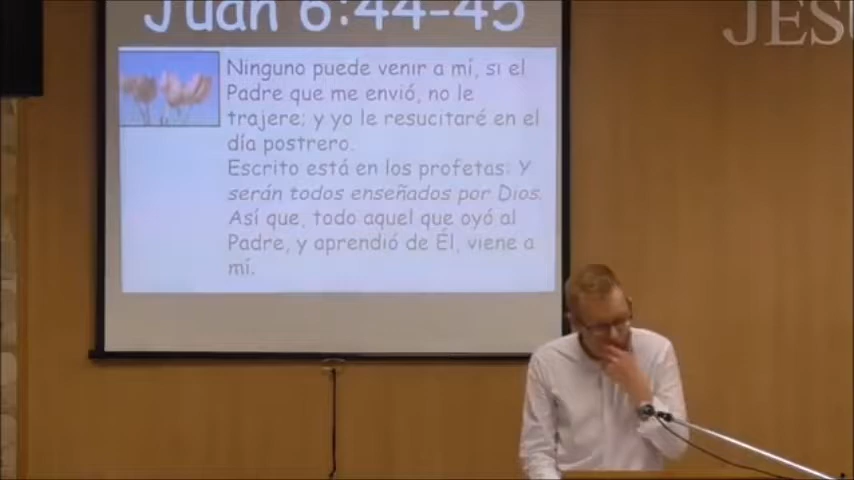 Juan 6:44-45
JESU
Ninguno puede venir a mí, si el
Padre que me envió, no le
trajere; y yo le resucitaré en el
día postrero.
Escrito está en los profetas: Y
serán todos enseñados por Dios.
Así que, todo aquel que oyó al
Padre, y aprendió de Él, viene a
mí.